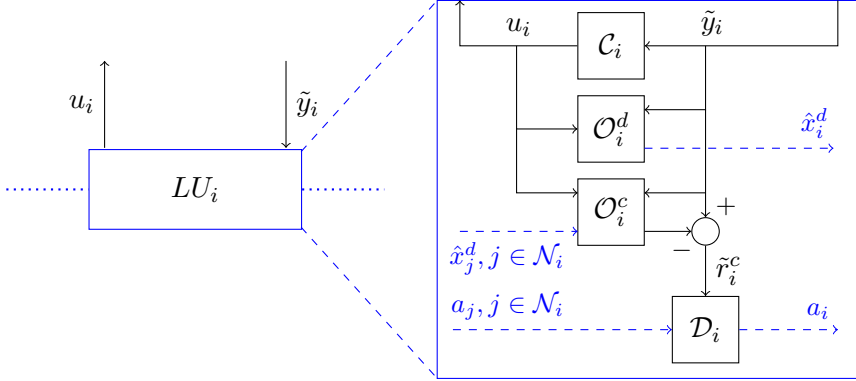 u_i
ỹ_i
LU_i
u_i
ỹ_i
𝒞_i
𝒪_i^d
x̂_i^d
𝒪_i^c
+
−
x̂_j^d, j ∈ 𝒩_i
r̃_i^c
a_j, j ∈ 𝒩_i
𝒟_i
a_i